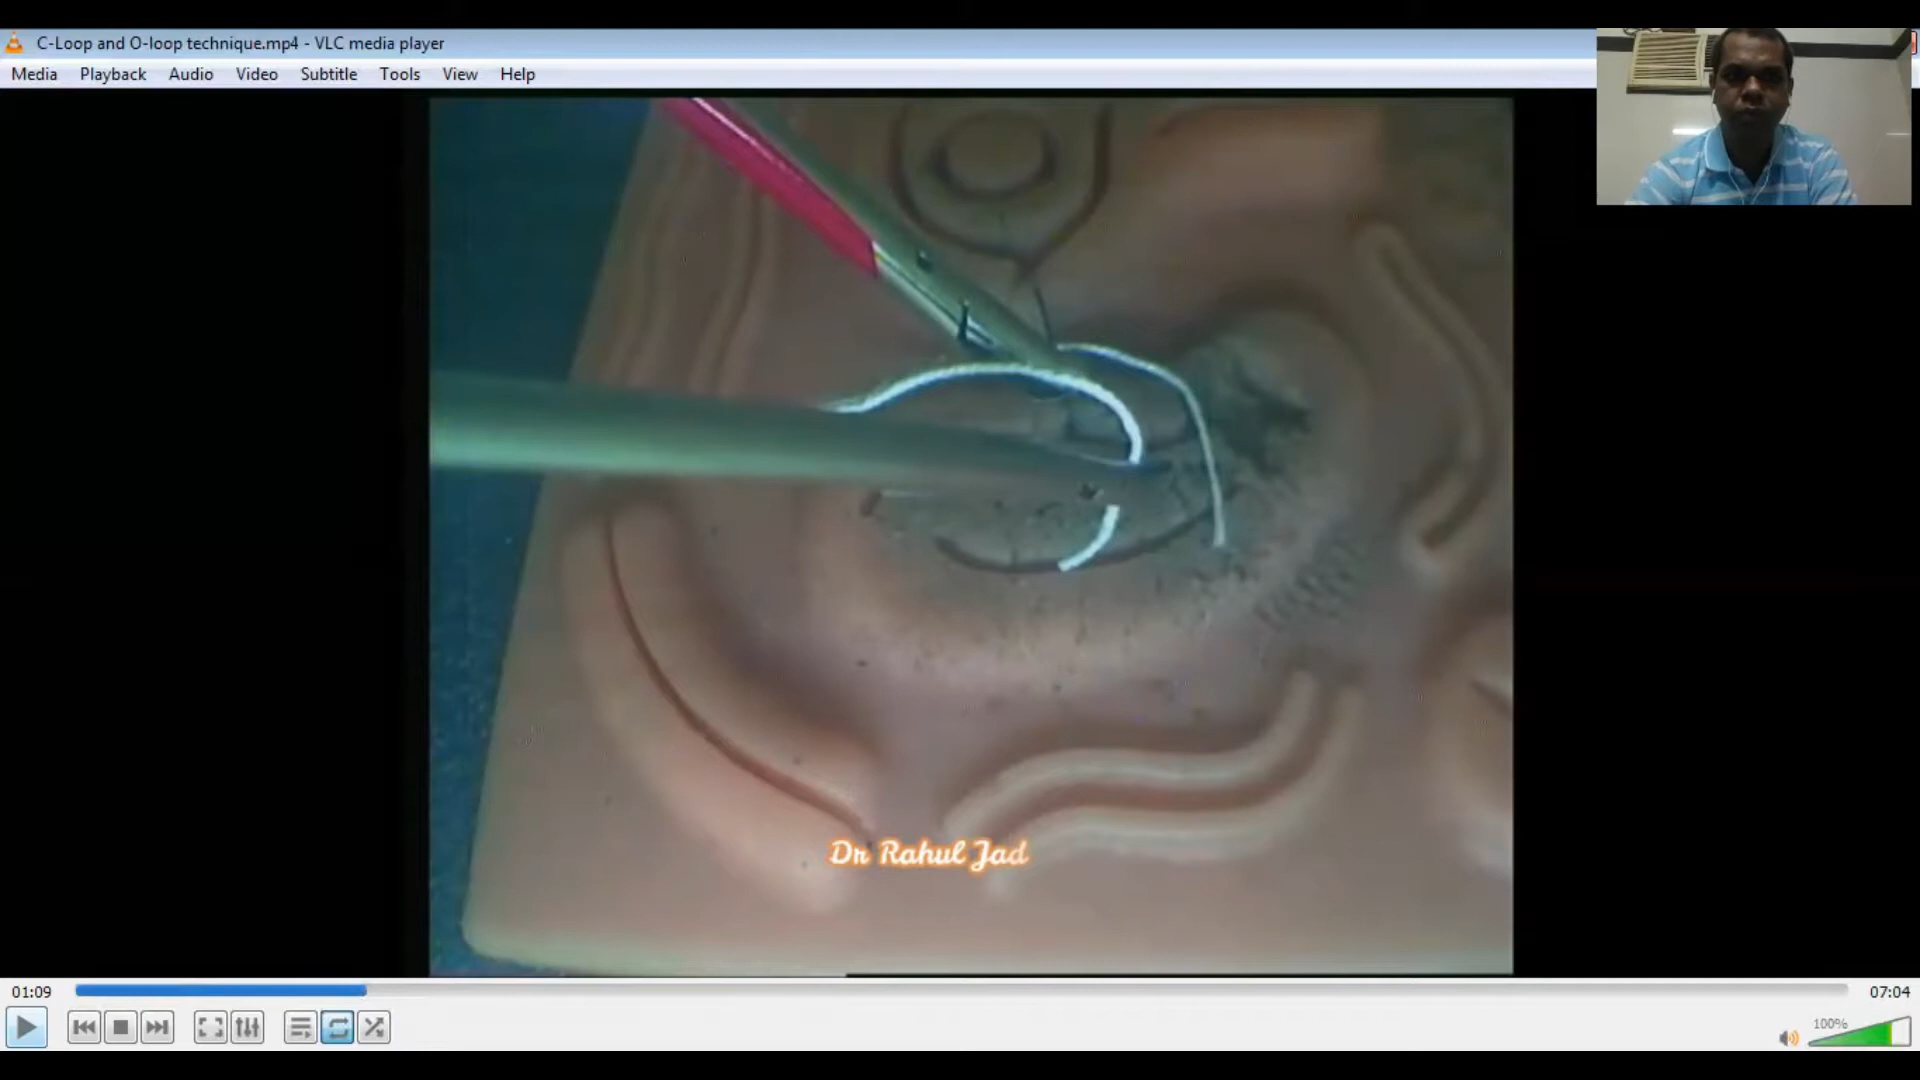 C-Loop and O-loop technique.mp4 - VLC media player
Media Playback Audio Video Subtitle Tools View Help
Dr Rahul Jad
01:09
07:04
100%